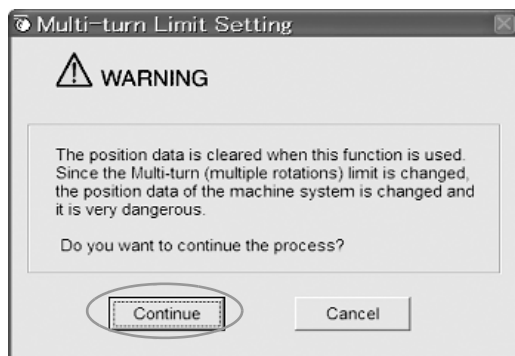 Multi-turn Limit Setting
WARNING
The position data is cleared when this function is used.
Since the Multi-turn (multiple rotations) limit is changed,
the position data of the machine system is changed and
it is very dangerous.
Do you want to continue the process?
Continue Cancel